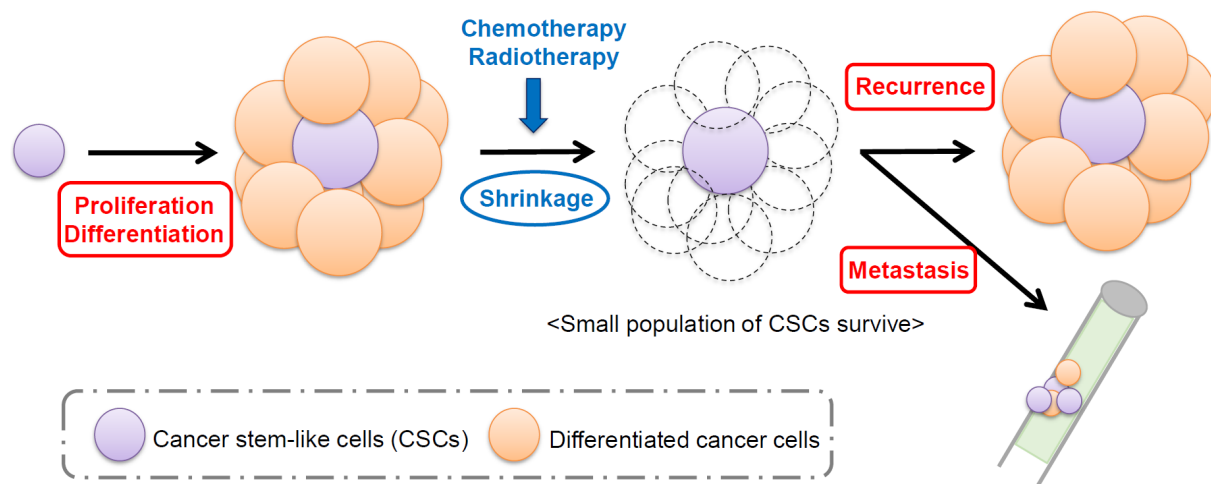 Chemotherapy
Radiotherapy
Proliferation
Differentiation
Shrinkage
Recurrence
Metastasis
<Small population of CSCs survive>
Cancer stem-like cells (CSCs)
Differentiated cancer cells